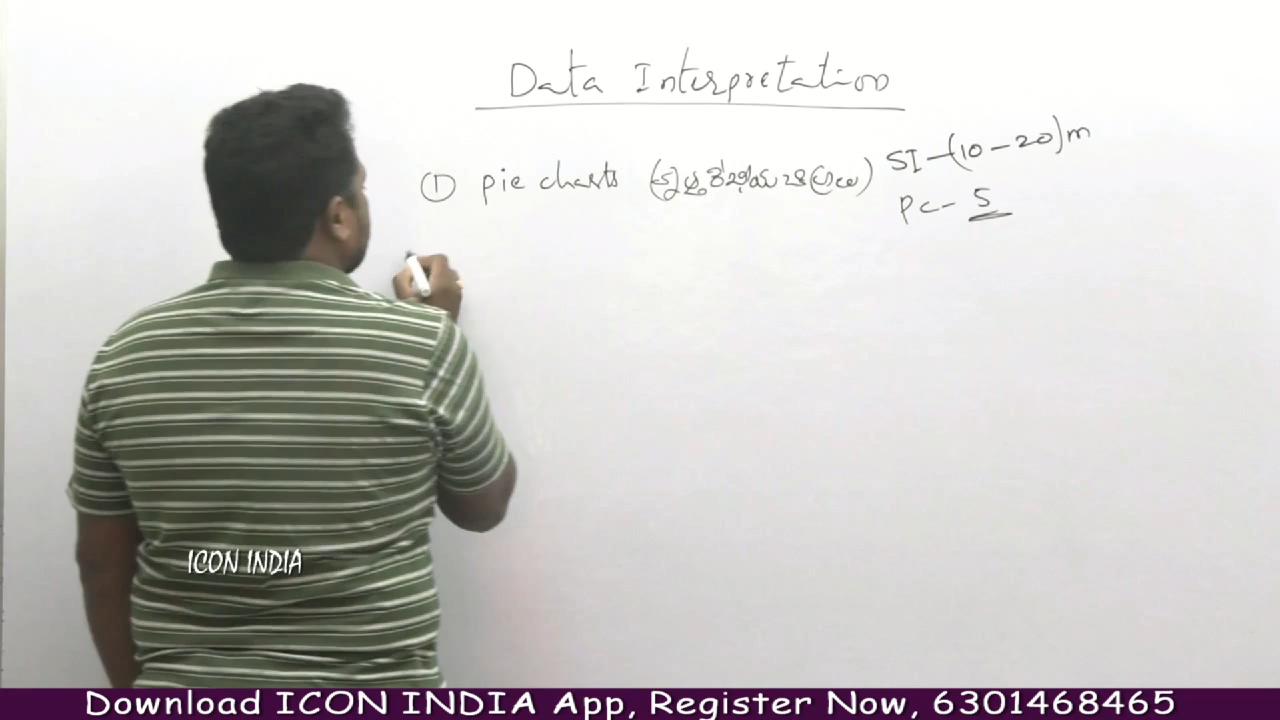 Data Interpretation
① pie charts SI - (10 - 20) m
PC - 5
ICON INDIA
Download ICON INDIA App, Register Now, 6301468465